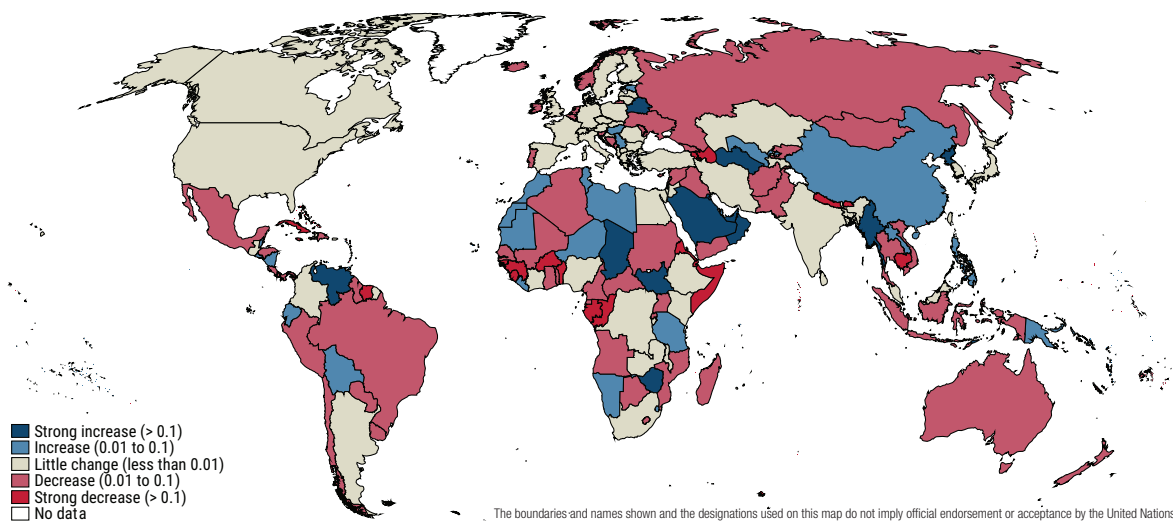 Strong increase (> 0.1)
Increase (0.01 to 0.1)
Little change (less than 0.01)
Decrease (0.01 to 0.1)
Strong decrease (> 0.1)
No data
The boundaries and names shown and the designations used on this map do not imply official endorsement or acceptance by the United Nations